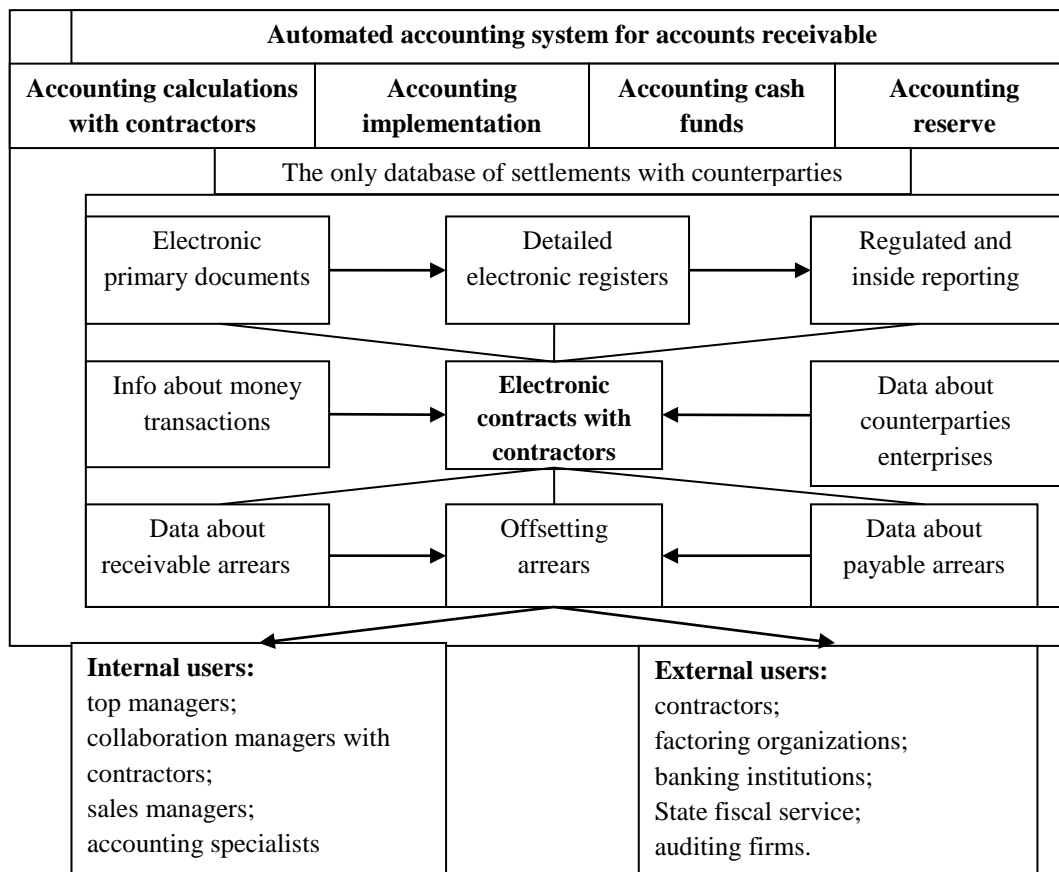 Automated accounting system for accounts receivable
Accounting calculations
with contractors
Accounting
implementation
Accounting cash
funds
Accounting
reserve
The only database of settlements with counterparties
Electronic
primary documents
Detailed
electronic registers
Regulated and
inside reporting
Info about money
transactions
Electronic
contracts with
contractors
Data about
counterparties
enterprises
Data about
receivable arrears
Offsetting
arrears
Data about
payable arrears
Internal users:
top managers;
collaboration managers with
contractors;
sales managers;
accounting specialists
External users:
contractors;
factoring organizations;
banking institutions;
State fiscal service;
auditing firms.